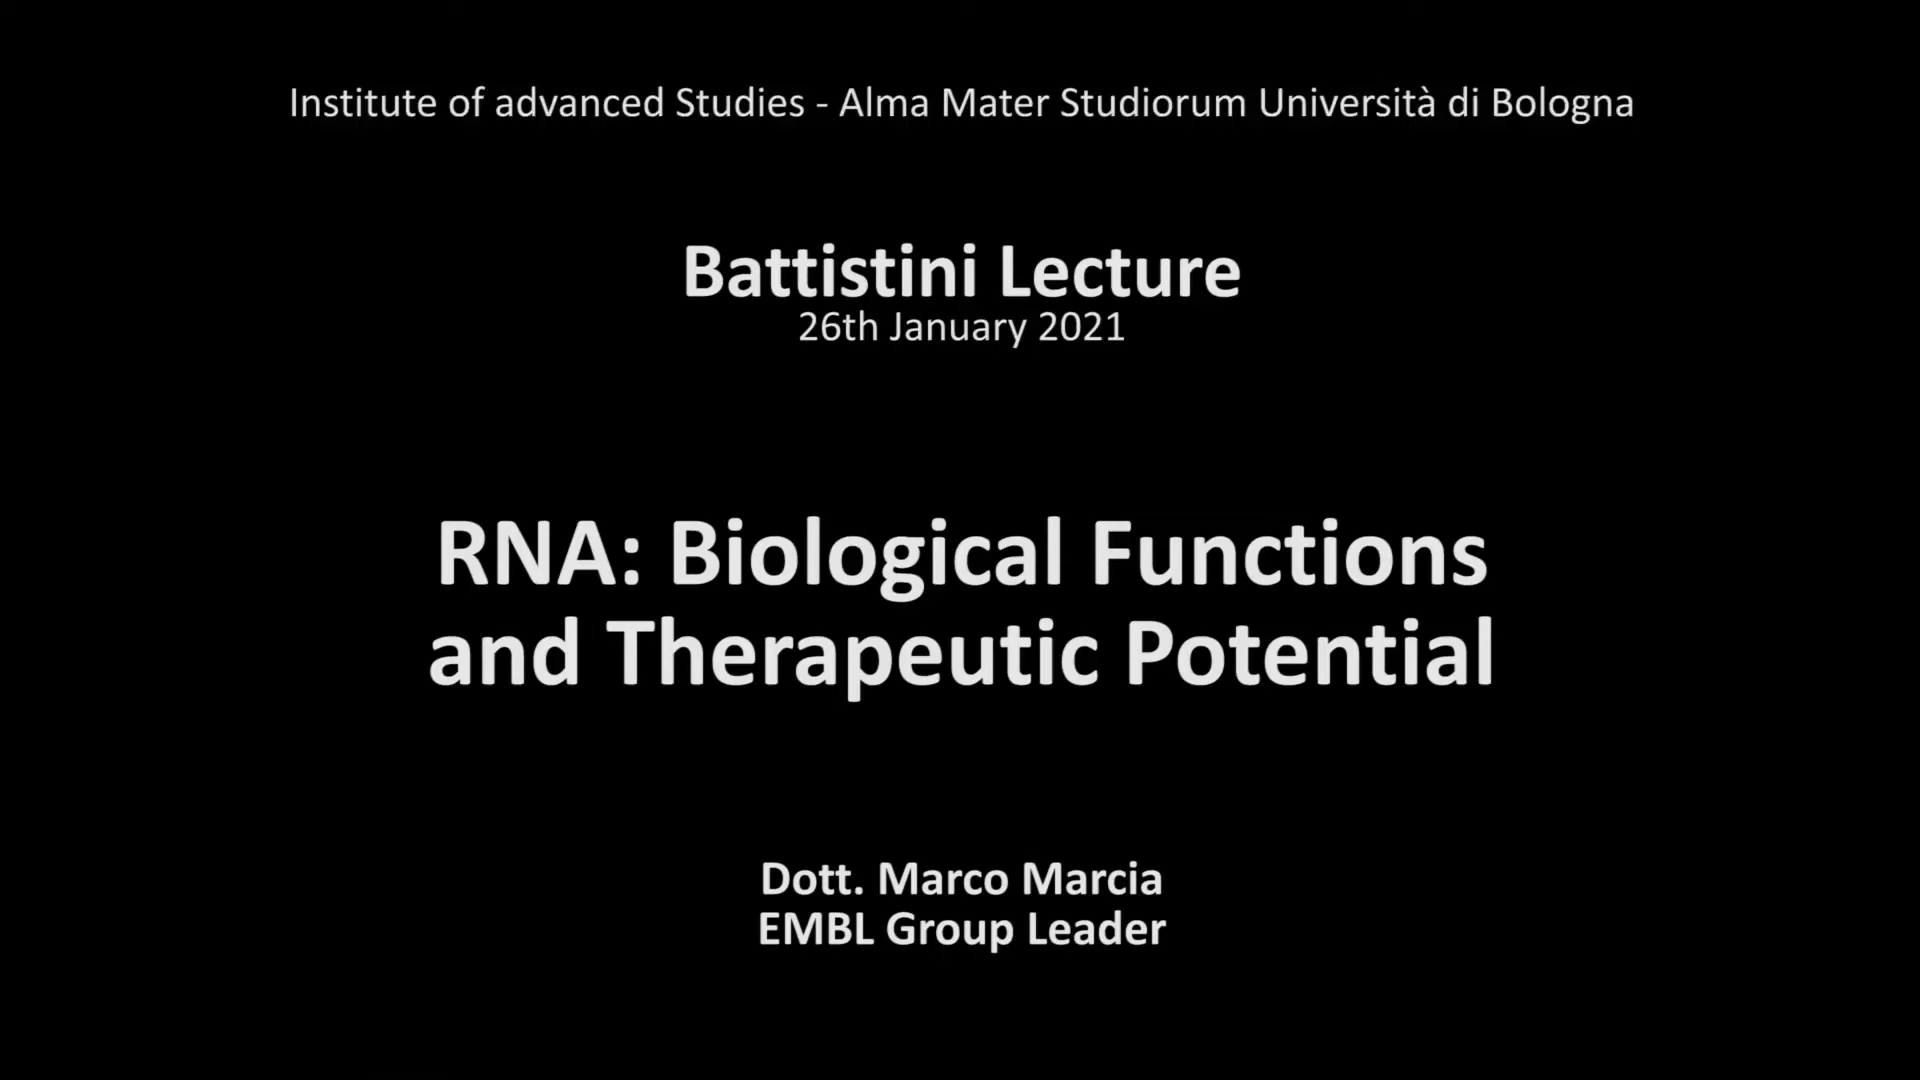 Institute of advanced Studies - Alma Mater Studiorum Università di Bologna
Battistini Lecture
26th January 2021
RNA: Biological Functions
and Therapeutic Potential
Dott. Marco Marcia
EMBL Group Leader